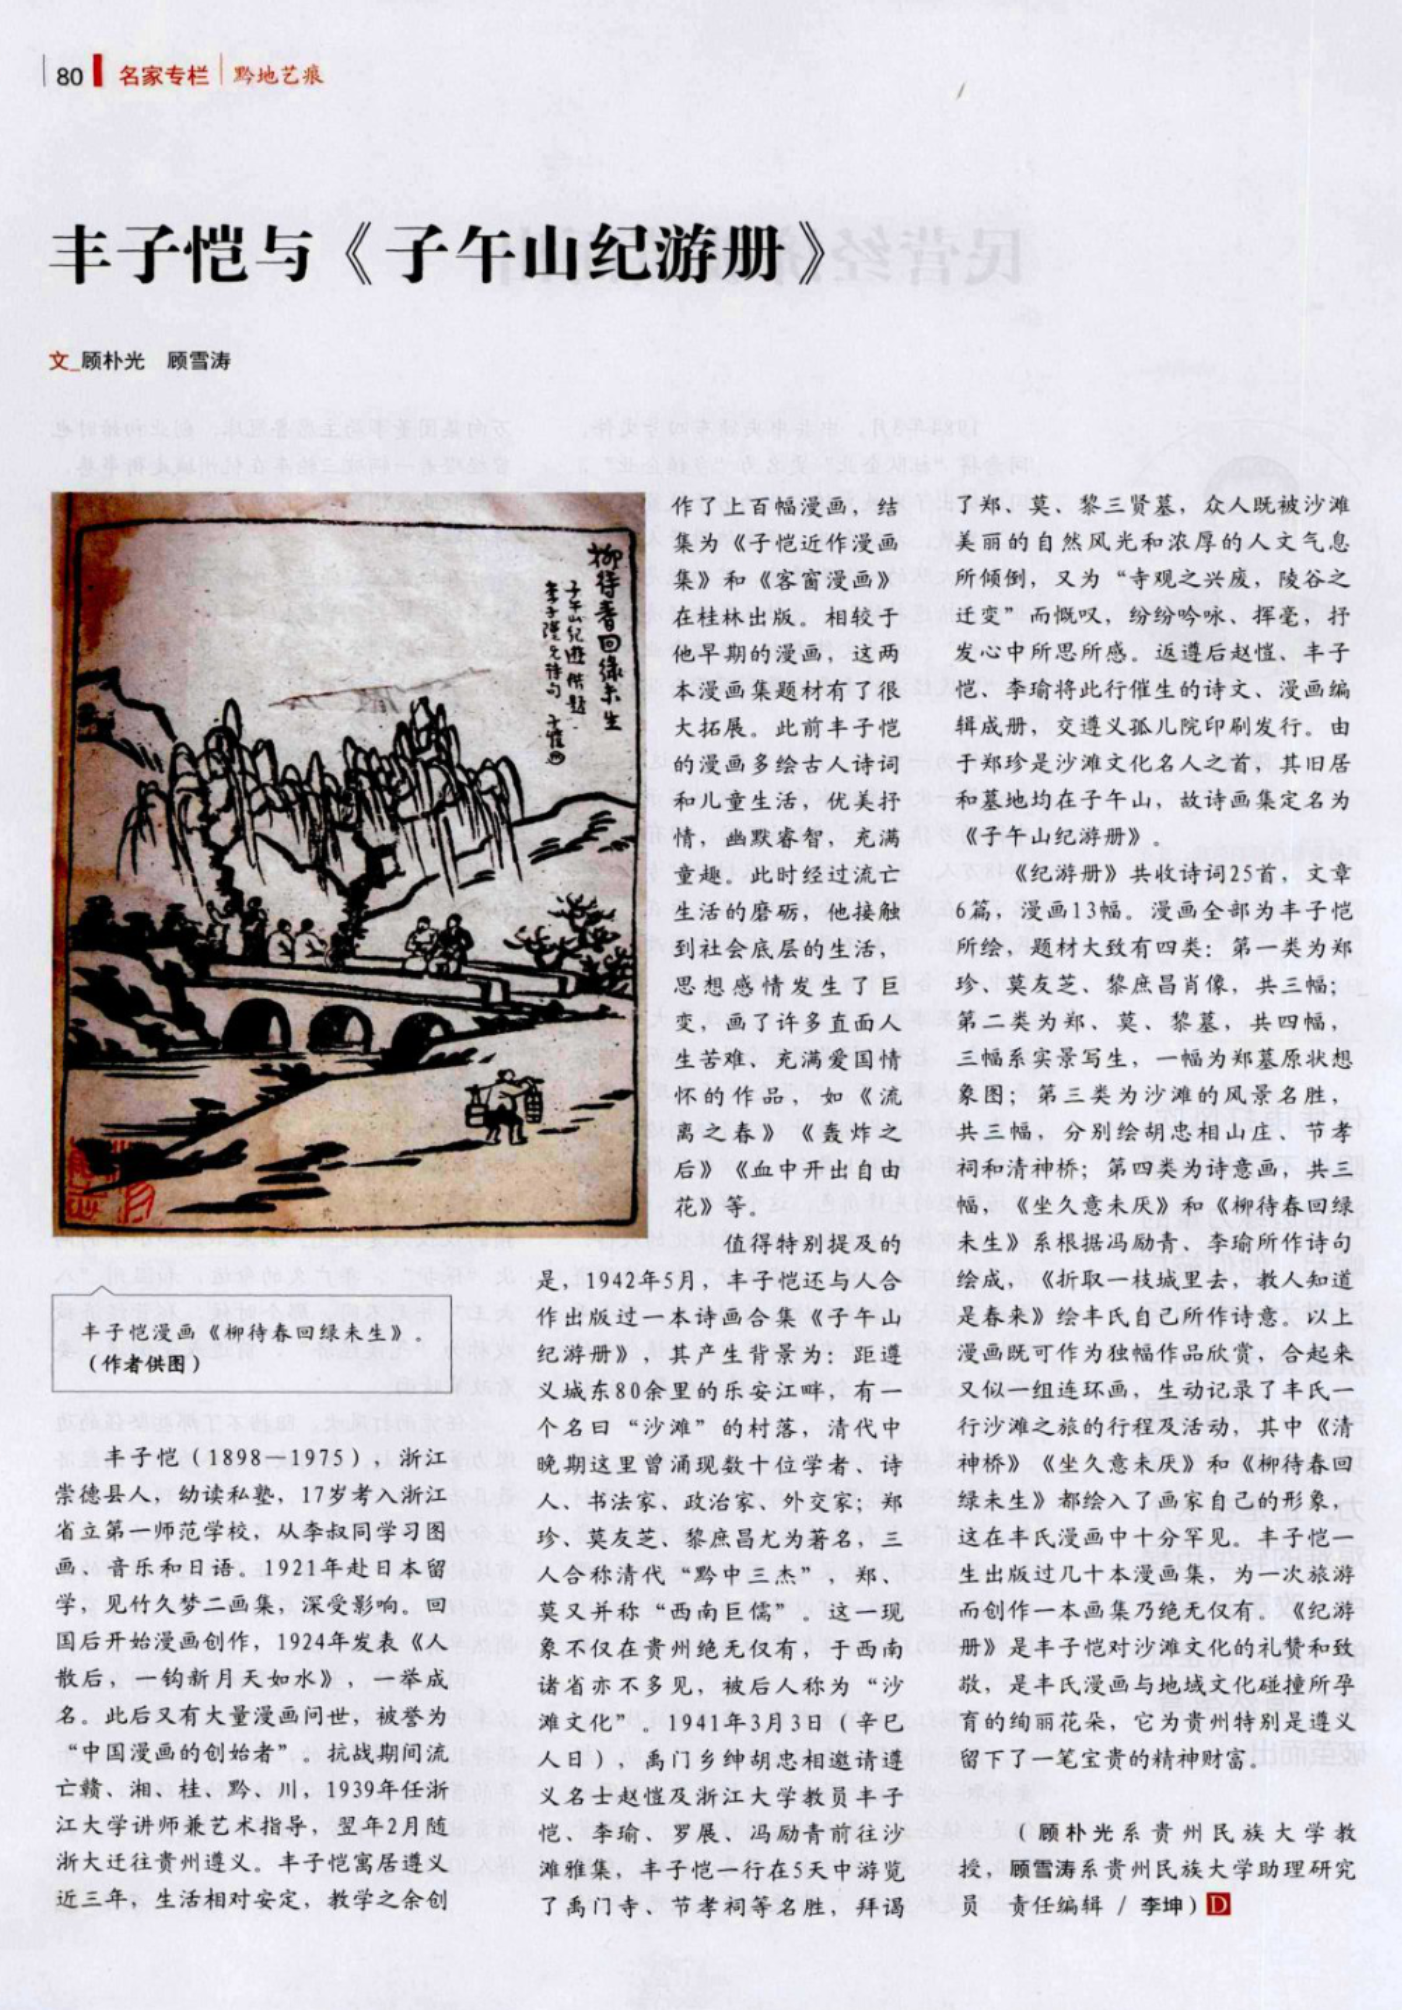 80 名家专栏 黔地艺痕
丰子恺与《子午山纪游册》
文_顾朴光 顾雪涛
柳待春回绿未生
子午山纪游 供题
李子瑾先诗句 子恺画
丰子恺漫画《柳待春回绿未生》。
（作者供图）
丰子恺（1898—1975），浙江
崇德县人，幼读私塾，17岁考入浙江
省立第一师范学校，从李叔同学习图
画、音乐和日语。1921年赴日本留
学，见竹久梦二画集，深受影响。回
国后开始漫画创作，1924年发表《人
散后，一钩新月天如水》，一举成
名。此后又有大量漫画问世，被誉为
“中国漫画的创始者”。抗战期间流
亡赣、湘、桂、黔、川，1939年任浙
江大学讲师兼艺术指导，翌年2月随
浙大迁往贵州遵义。丰子恺寓居遵义
近三年，生活相对安定，教学之余创
作了上百幅漫画，结
集为《子恺近作漫画
集》和《客窗漫画》
在桂林出版。相较于
他早期的漫画，这两
本漫画集题材有了很
大拓展。此前丰子恺
的漫画多绘古人诗词
和儿童生活，优美抒
情，幽默睿智，充满
童趣。此时经过流亡
生活的磨砺，他接触
到社会底层的生活，
思想感情发生了巨
变，画了许多直面人
生苦难、充满爱国情
怀的作品，如《流
离之春》《轰炸之
后》《血中开出自由
花》等。
值得特别提及的
是，1942年5月，丰子恺还与人合
作出版过一本诗画合集《子午山
纪游册》，其产生背景为：距遵
义城东80余里的乐安江畔，有一
个名曰“沙滩”的村落，清代中
晚期这里曾涌现数十位学者、诗
人、书法家、政治家、外交家；郑
珍、莫友芝、黎庶昌尤为著名，三
人合称清代“黔中三杰”，郑、
莫又并称“西南巨儒”。这一现
象不仅在贵州绝无仅有，于西南
诸省亦不多见，被后人称为“沙
滩文化”。1941年3月3日（辛巳
人日），禹门乡绅胡忠相邀请遵
义名士赵恺及浙江大学教员丰子
恺、李瑜、罗展、冯励青前往沙
滩雅集，丰子恺一行在5天中游览
了禹门寺、节孝祠等名胜，拜谒
了郑、莫、黎三贤墓，众人既被沙滩
美丽的自然风光和浓厚的人文气息
所倾倒，又为“寺观之兴废，陵谷之
迁变”而慨叹，纷纷吟咏、挥毫，抒
发心中所思所感。返遵后赵恺、丰子
恺、李瑜将此行催生的诗文、漫画编
辑成册，交遵义孤儿院印刷发行。由
于郑珍是沙滩文化名人之首，其旧居
和墓地均在子午山，故诗画集定名为
《子午山纪游册》。
《纪游册》共收诗词25首，文章
6篇，漫画13幅。漫画全部为丰子恺
所绘，题材大致有四类：第一类为郑
珍、莫友芝、黎庶昌肖像，共三幅；
第二类为郑、莫、黎墓，共四幅，
三幅系实景写生，一幅为郑墓原状想
象图；第三类为沙滩的风景名胜，
共三幅，分别绘胡忠相山庄、节孝
祠和清神桥；第四类为诗意画，共三
幅，《坐久意未厌》和《柳待春回绿
未生》系根据冯励青、李瑜所作诗句
绘成，《折取一枝城里去，教人知道
是春来》绘丰氏自己所作诗意。以上
漫画既可作为独幅作品欣赏，合起来
又似一组连环画，生动记录了丰氏一
行沙滩之旅的行程及活动，其中《清
神桥》《坐久意未厌》和《柳待春回
绿未生》都绘入了画家自己的形象，
这在丰氏漫画中十分罕见。丰子恺一
生出版过几十本漫画集，为一次旅游
而创作一本画集乃绝无仅有。《纪游
册》是丰子恺对沙滩文化的礼赞和致
敬，是丰氏漫画与地域文化碰撞所孕
育的绚丽花朵，它为贵州特别是遵义
留下了一笔宝贵的精神财富。
（顾朴光系贵州民族大学教
授，顾雪涛系贵州民族大学助理研究
员 责任编辑 / 李坤）D